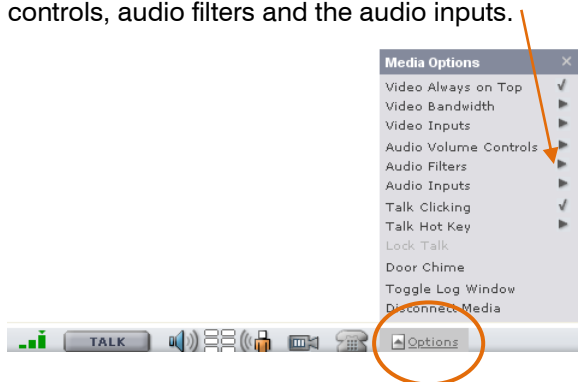 controls, audio filters and the audio inputs.
Media Options
Video Always on Top
Video Bandwidth
Video Inputs
Audio Volume Controls
Audio Filters
Audio Inputs
Talk Clicking
Talk Hot Key
Lock Talk
Door Chime
Toggle Log Window
Disconnect Media
TALK
Options